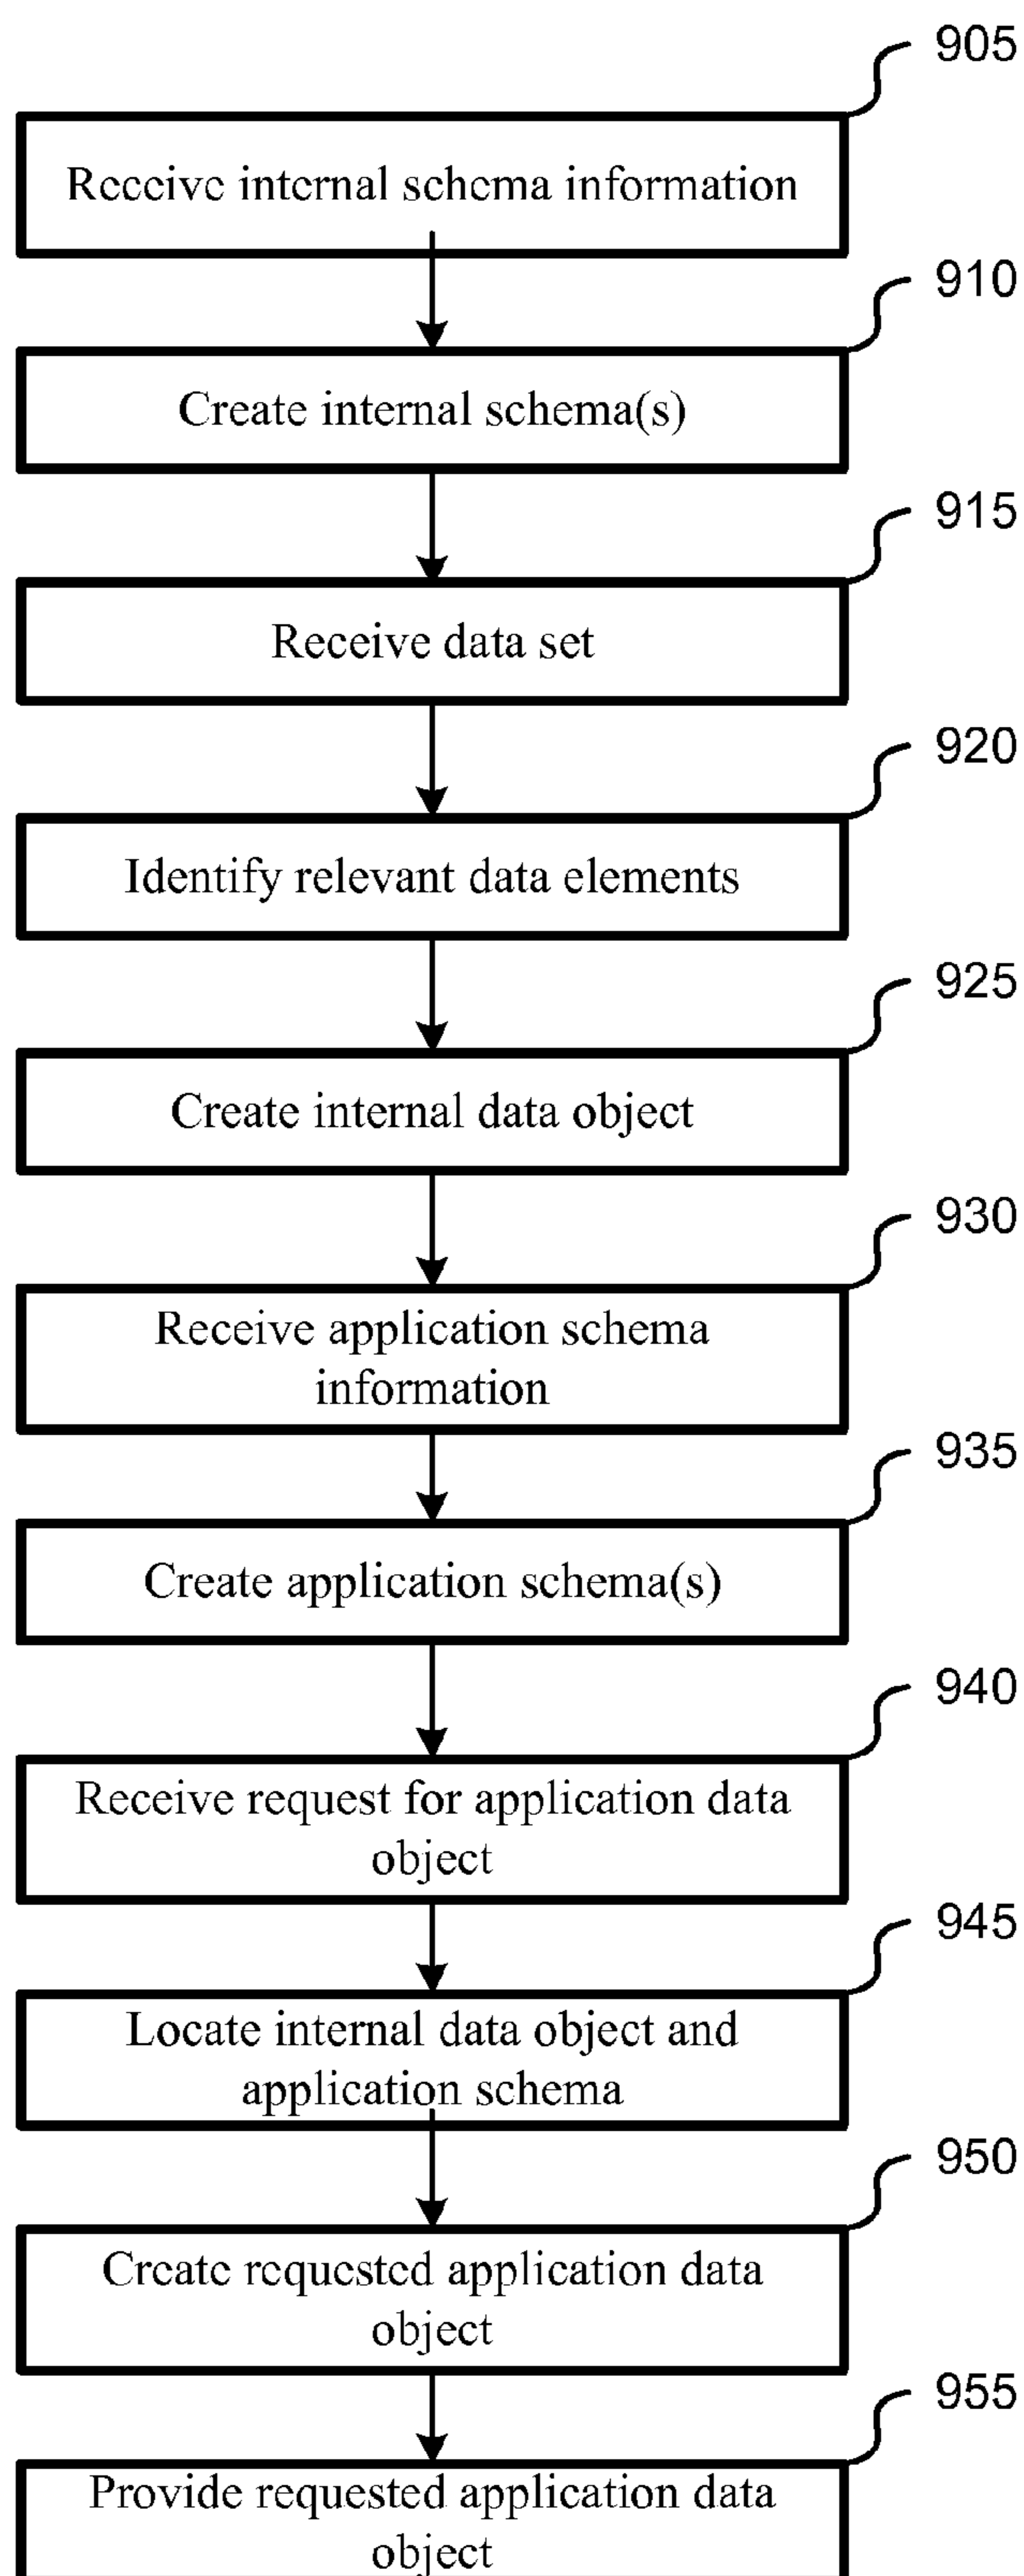 905
Receive internal schema information
910
Create internal schema(s)
915
Receive data set
920
Identify relevant data elements
925
Create internal data object
930
Receive application schema
information
935
Create application schema(s)
940
Receive request for application data
object
945
Locate internal data object and
application schema
950
Create requested application data
object
955
Provide requested application data
object